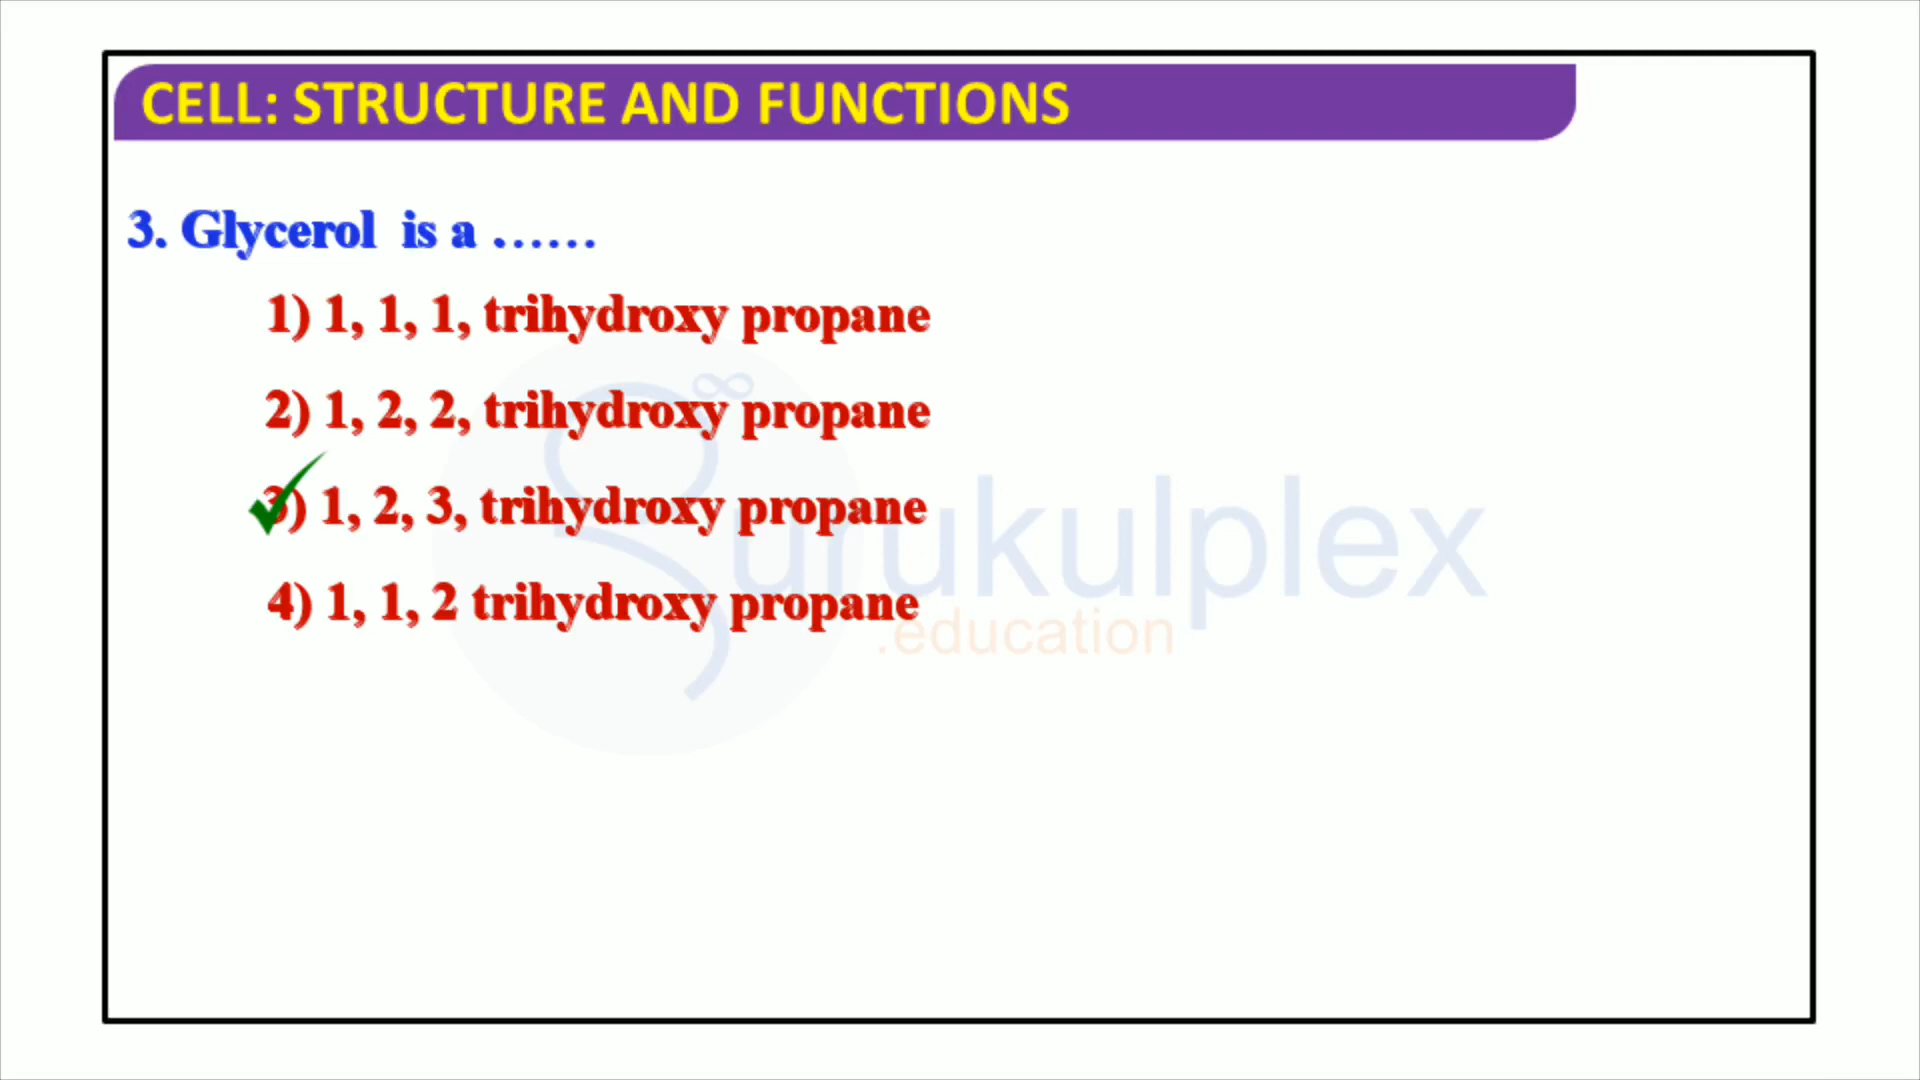 CELL: STRUCTURE AND FUNCTIONS
3. Glycerol is a ......
1) 1, 1, 1, trihydroxy propane
2) 1, 2, 2, trihydroxy propane
3) 1, 2, 3, trihydroxy propane
4) 1, 1, 2 trihydroxy propane
urukulplex
.education